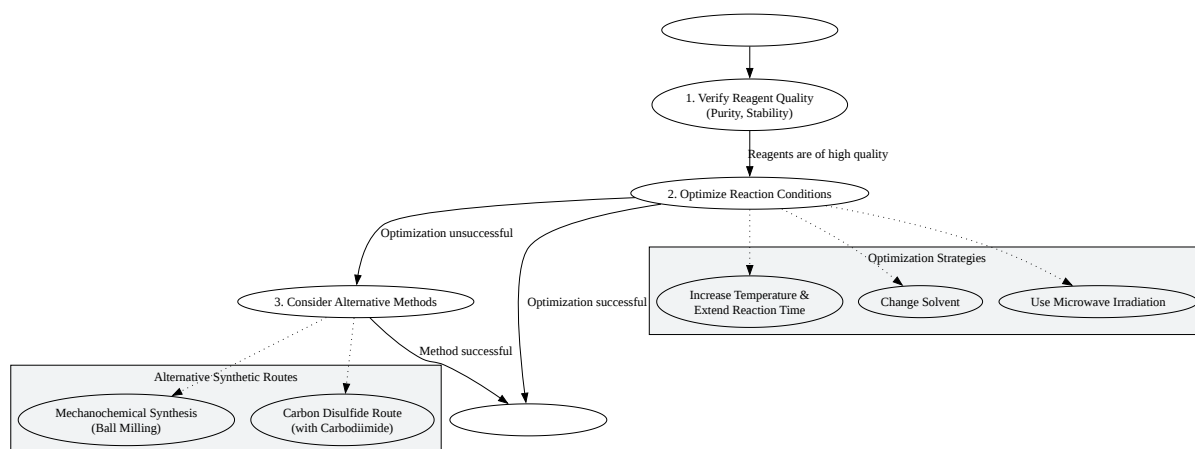 1. Verify Reagent Quality
(Purity, Stability)
Reagents are of high quality
2. Optimize Reaction Conditions
Optimization unsuccessful
Optimization Strategies
3. Consider Alternative Methods
Optimization successful
Increase Temperature &
Extend Reaction Time
Change Solvent
Use Microwave Irradiation
Method successful
Alternative Synthetic Routes
Mechanochemical Synthesis
(Ball Milling)
Carbon Disulfide Route
(with Carbodiimide)